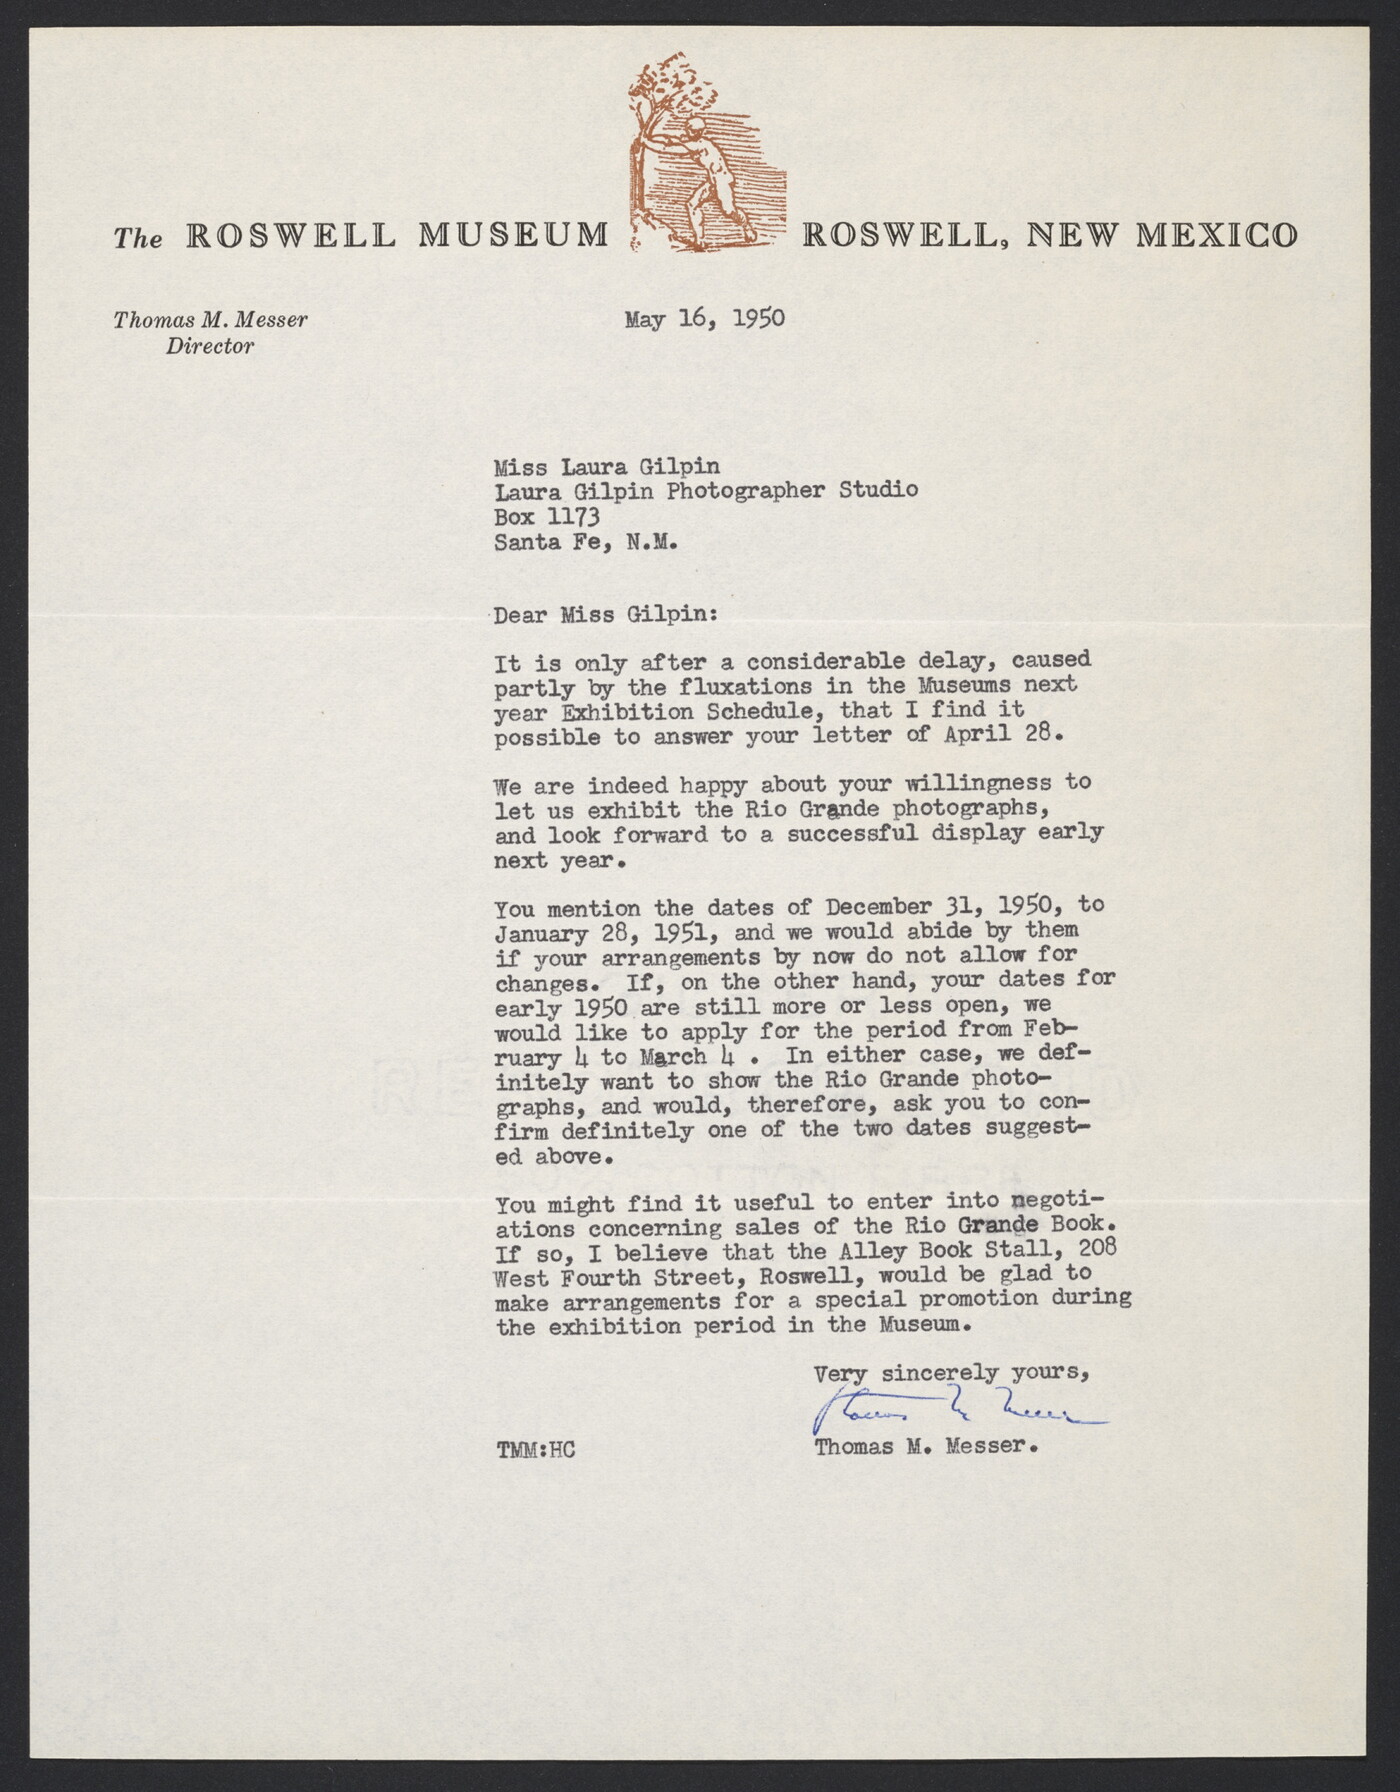 The ROSWELL MUSEUM ROSWELL, NEW MEXICO
Thomas M. Messer
Director
May 16, 1950
Miss Laura Gilpin
Laura Gilpin Photographer Studio
Box 1173
Santa Fe, N.M.
Dear Miss Gilpin:
It is only after a considerable delay, caused
partly by the fluxations in the Museums next
year Exhibition Schedule, that I find it
possible to answer your letter of April 28.
We are indeed happy about your willingness to
let us exhibit the Rio Grande photographs,
and look forward to a successful display early
next year.
You mention the dates of December 31, 1950, to
January 28, 1951, and we would abide by them
if your arrangements by now do not allow for
changes. If, on the other hand, your dates for
early 1950 are still more or less open, we
would like to apply for the period from Feb-
ruary 4 to March 4 . In either case, we def-
initely want to show the Rio Grande photo-
graphs, and would, therefore, ask you to con-
firm definitely one of the two dates suggest-
ed above.
You might find it useful to enter into negoti-
ations concerning sales of the Rio Grande Book.
If so, I believe that the Alley Book Stall, 208
West Fourth Street, Roswell, would be glad to
make arrangements for a special promotion during
the exhibition period in the Museum.
Very sincerely yours,
Thomas M Messer
TMM:HC
Thomas M. Messer.